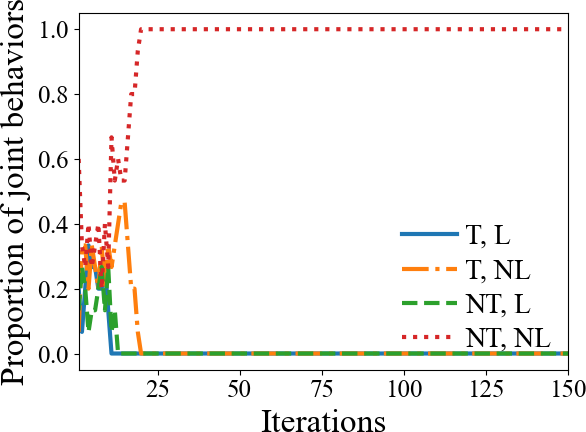 Proportion of joint behaviors
1.0
0.8
0.6
0.4
0.2
0.0
T, L
T, NL
NT, L
NT, NL
25 50 75 100 125 150
Iterations